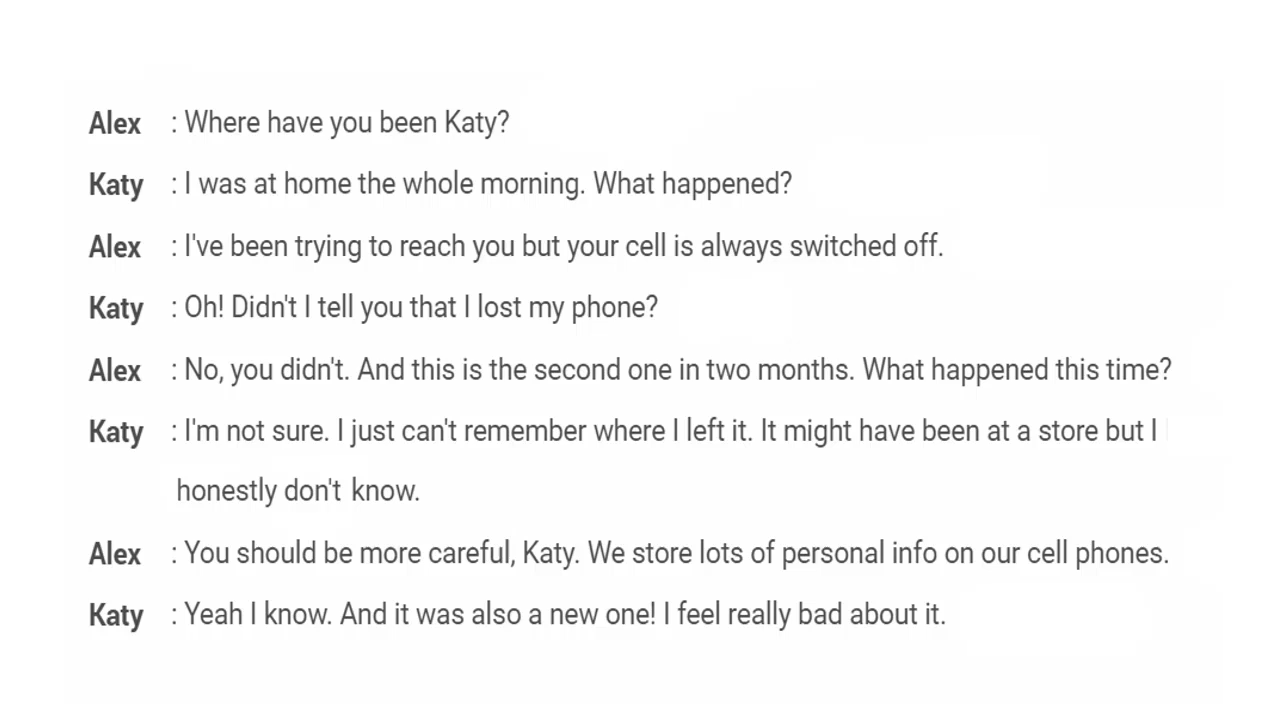 Alex : Where have you been Katy?
Katy : I was at home the whole morning. What happened?
Alex : I've been trying to reach you but your cell is always switched off.
Katy : Oh! Didn't I tell you that I lost my phone?
Alex : No, you didn't. And this is the second one in two months. What happened this time?
Katy : I'm not sure. I just can't remember where I left it. It might have been at a store but I
honestly don't know.
Alex : You should be more careful, Katy. We store lots of personal info on our cell phones.
Katy : Yeah I know. And it was also a new one! I feel really bad about it.